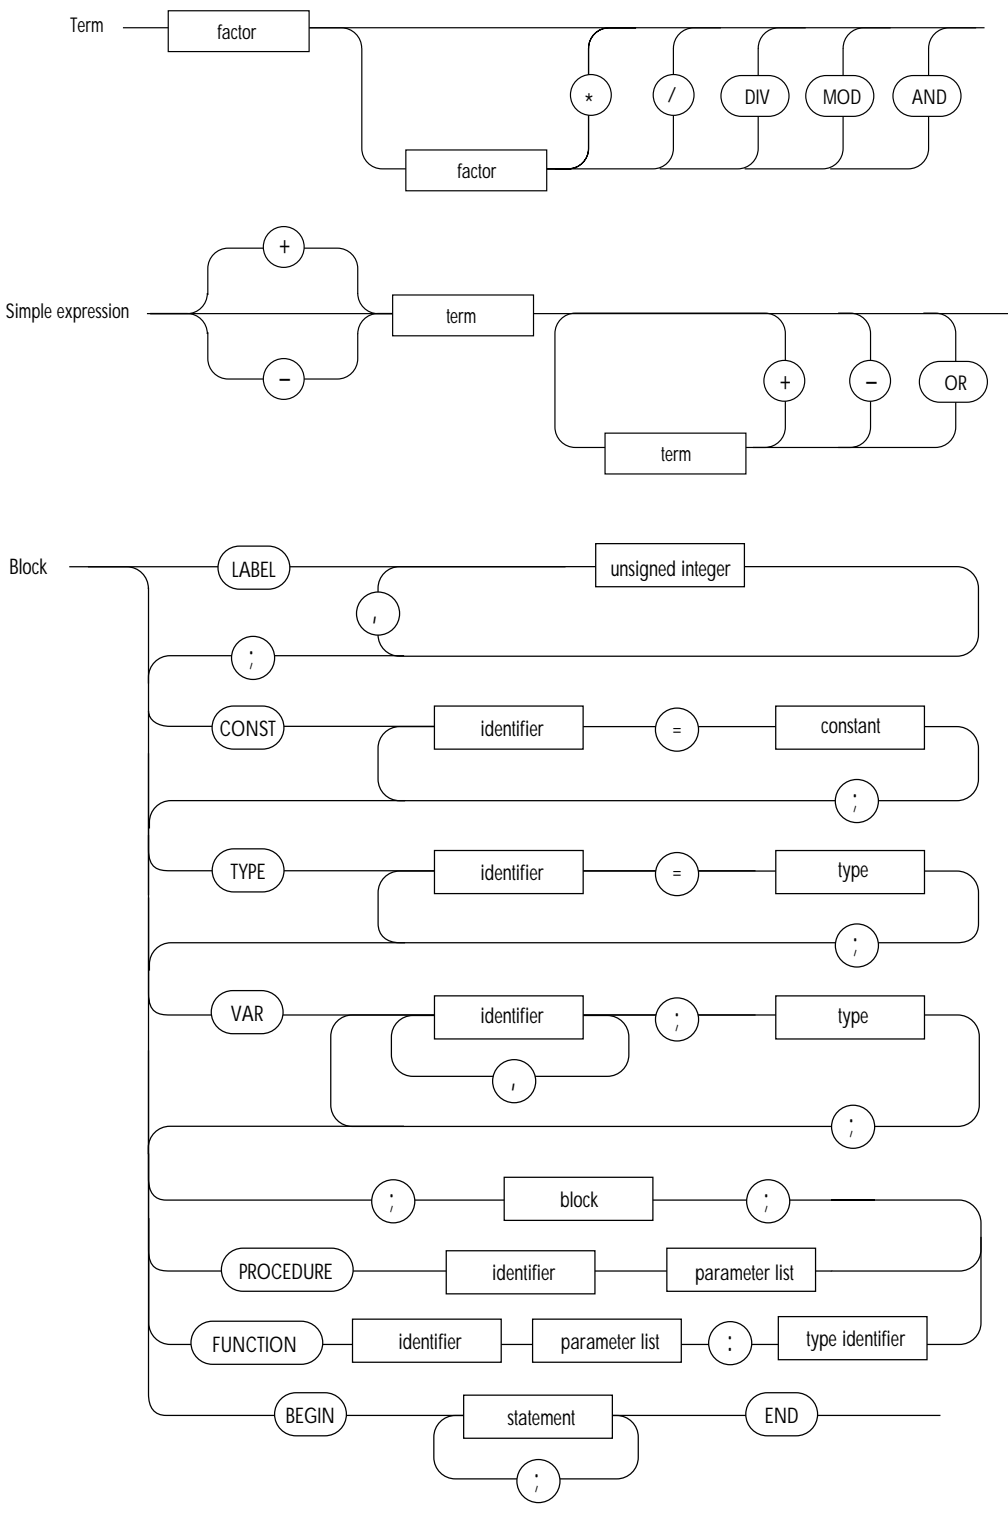 Term factor
* / DIV MOD AND
factor
+
Simple expression term
−
+ − OR
term
Block LABEL unsigned integer
,
;
CONST identifier = constant
;
TYPE identifier = type
;
VAR identifier ; type
,
;
; block ;
PROCEDURE identifier parameter list
FUNCTION identifier parameter list : type identifier
BEGIN statement END
;